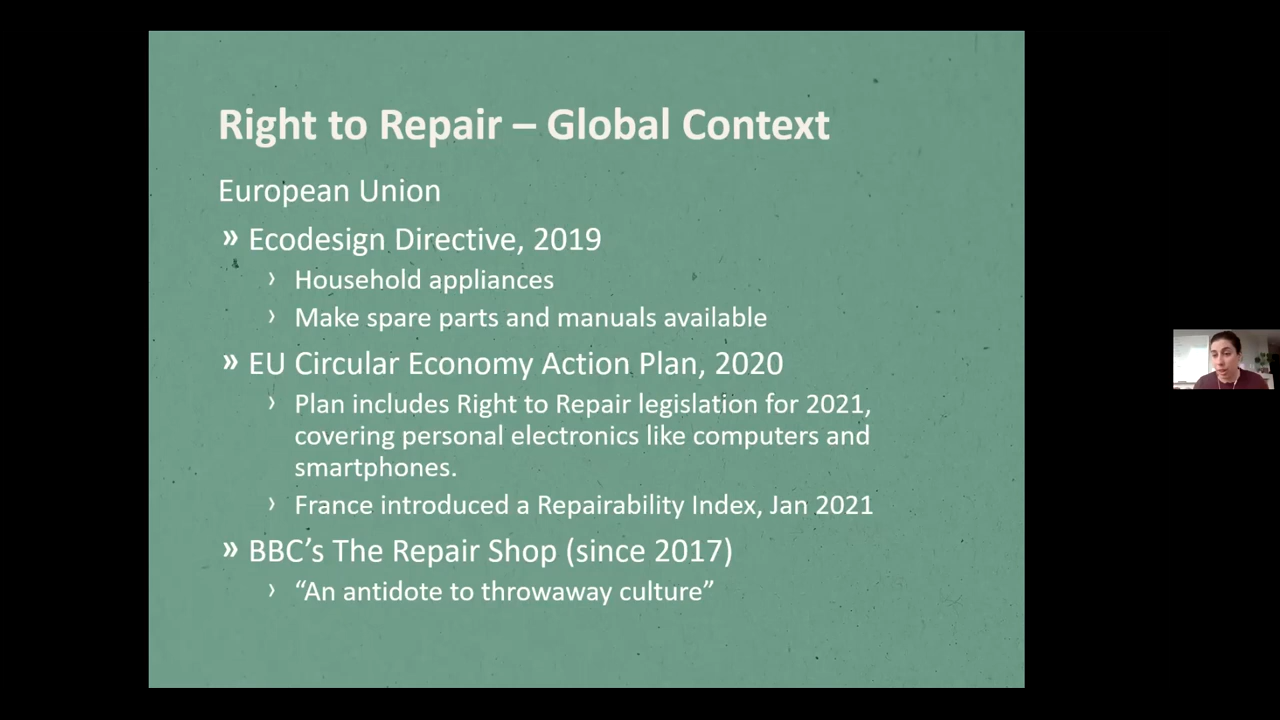 Right to Repair – Global Context
European Union
» Ecodesign Directive, 2019
› Household appliances
› Make spare parts and manuals available
» EU Circular Economy Action Plan, 2020
› Plan includes Right to Repair legislation for 2021,
covering personal electronics like computers and
smartphones.
› France introduced a Repairability Index, Jan 2021
» BBC’s The Repair Shop (since 2017)
› “An antidote to throwaway culture”